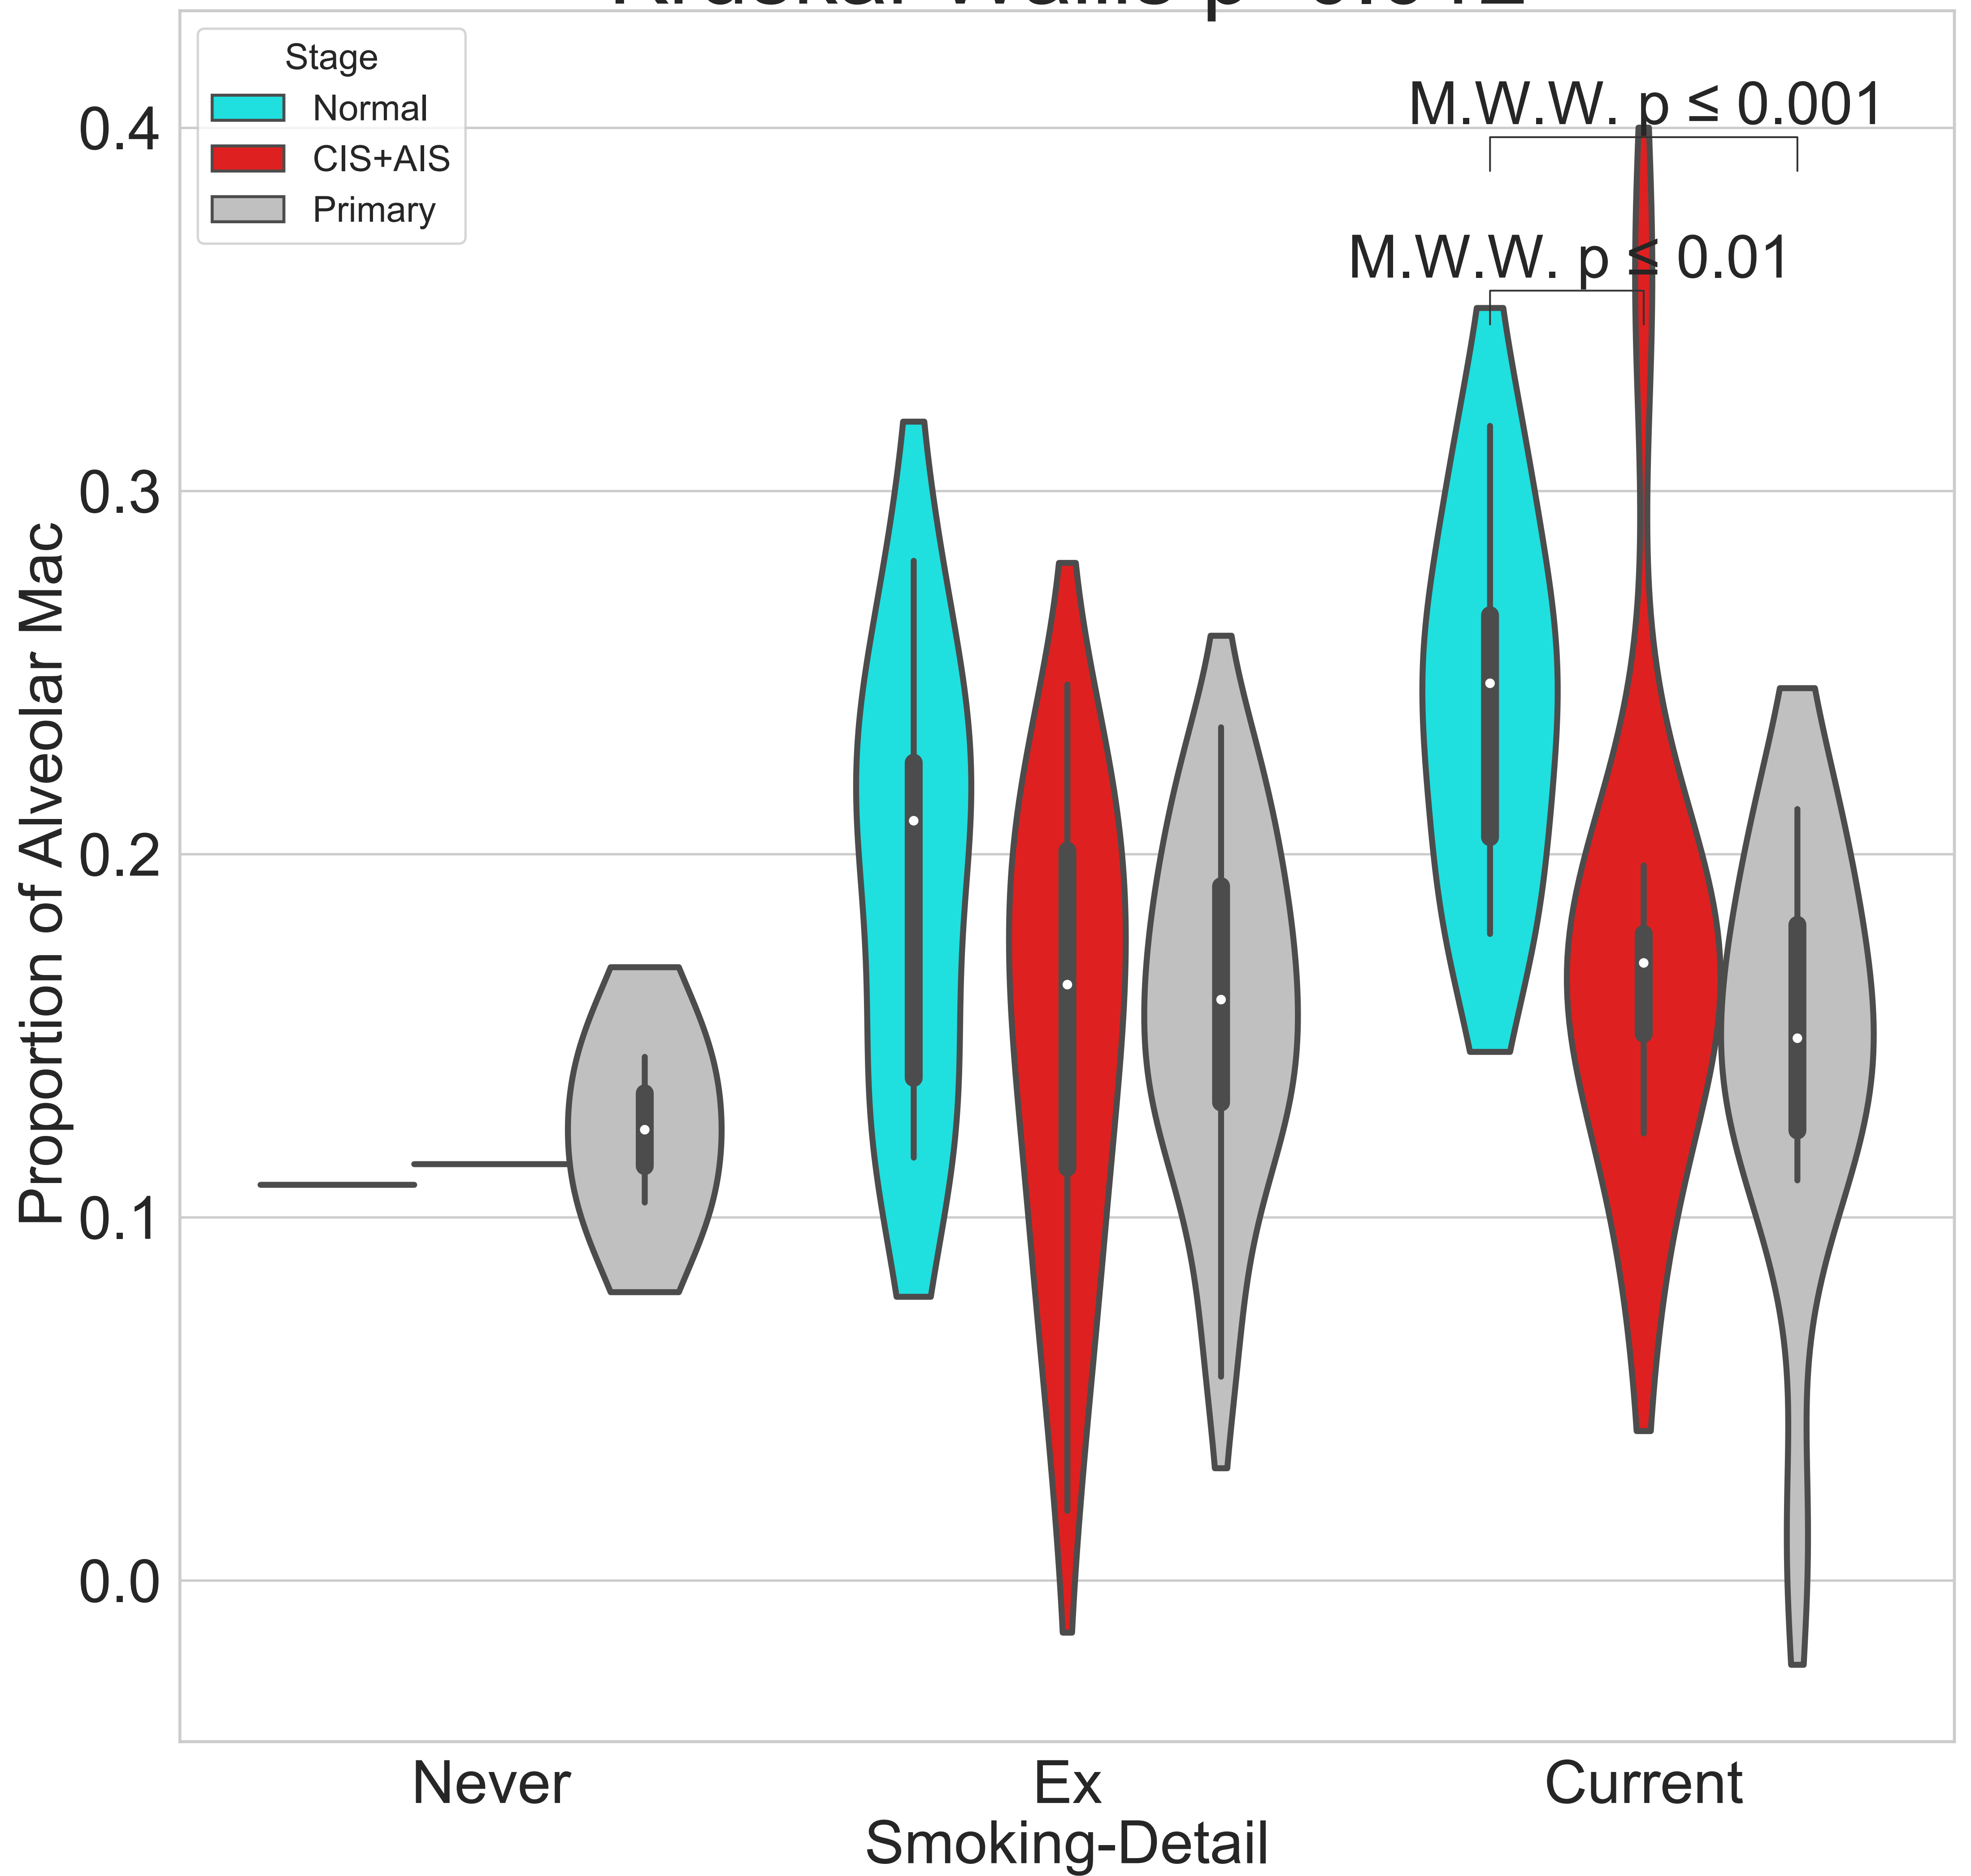 Stage
Normal
CIS+AIS
Primary
M.W.W. p ≤ 0.001
M.W.W. p ≤ 0.01
0.4
0.3
0.2
0.1
0.0
Proportion of Alveolar Mac
Never
Ex
Current
Smoking-Detail